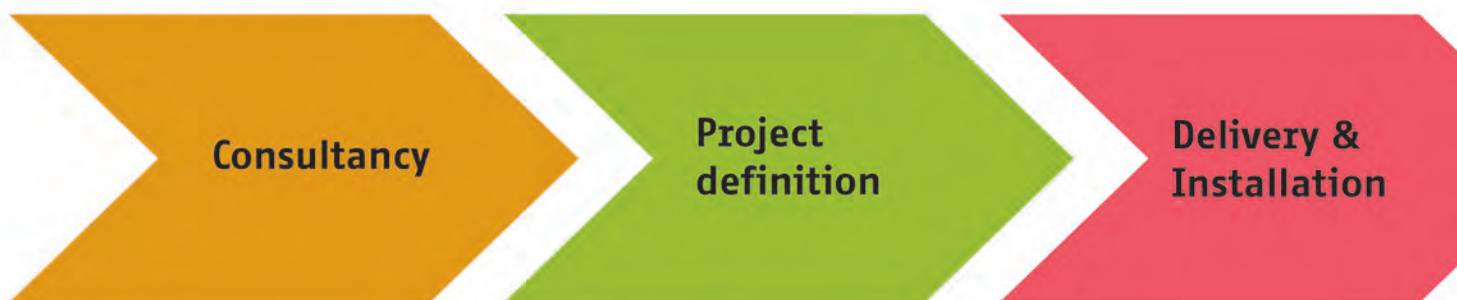 Consultancy
Project
definition
Delivery &
Installation